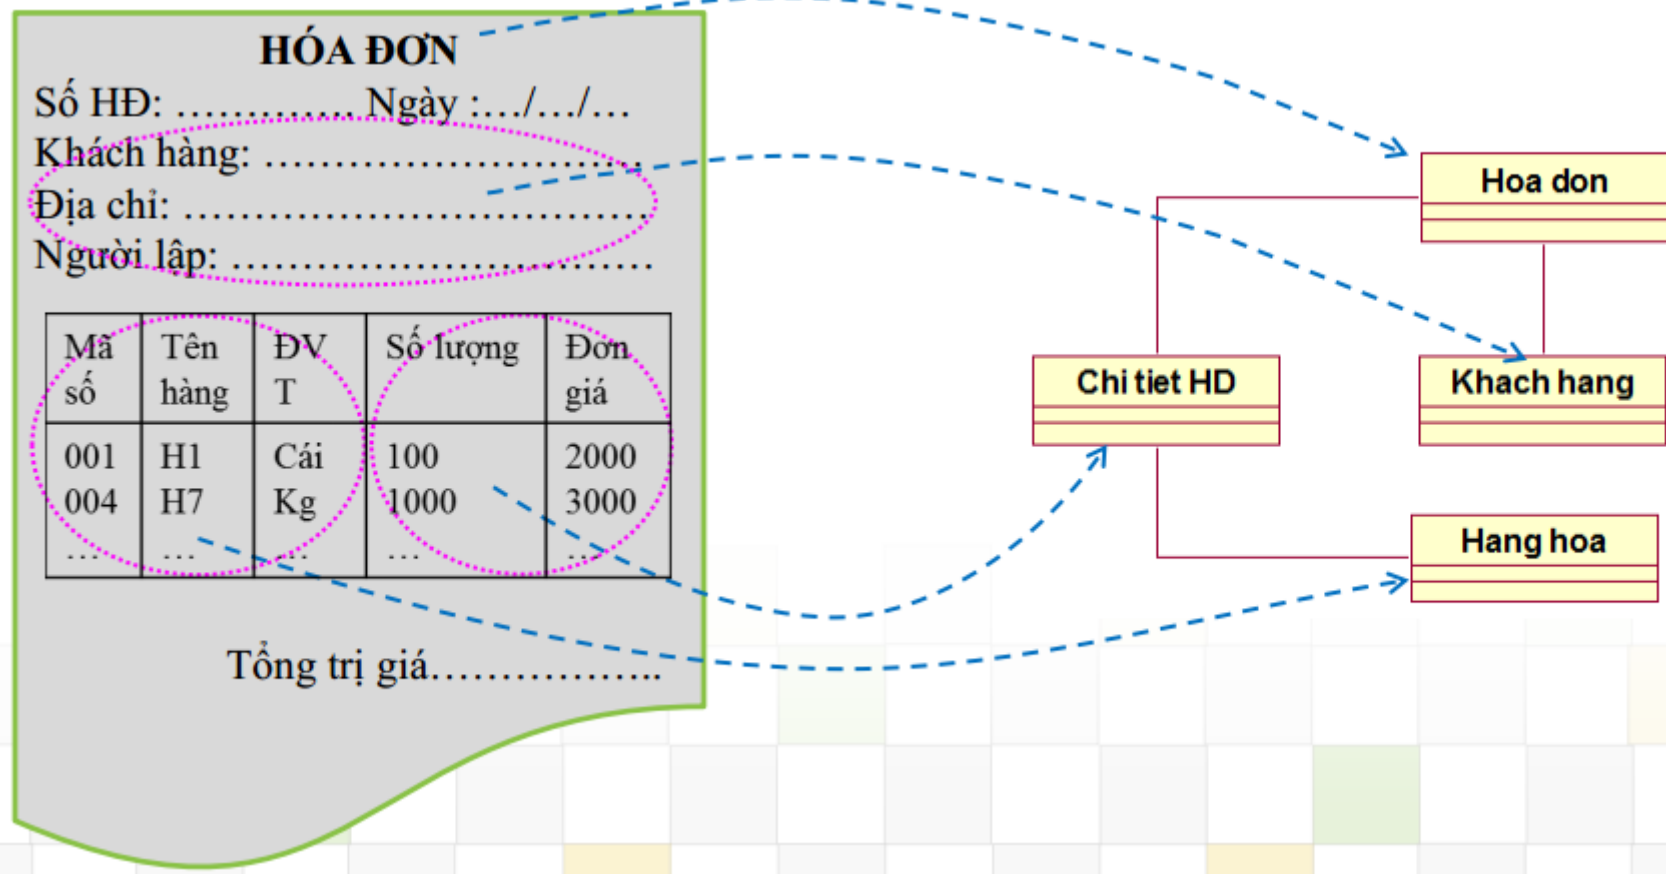 HÓA ĐƠN
Số HĐ: …………. Ngày :…/…/…
Khách hàng: ………………………
Địa chỉ: ……………………………
Người lập: …………………………
Mã số Tên hàng ĐVT Số lượng Đơn giá
001 H1 Cái 100 2000
004 H7 Kg 1000 3000
… … … … …
Tổng trị giá……………..
Hoa don
Chi tiet HD
Khach hang
Hang hoa